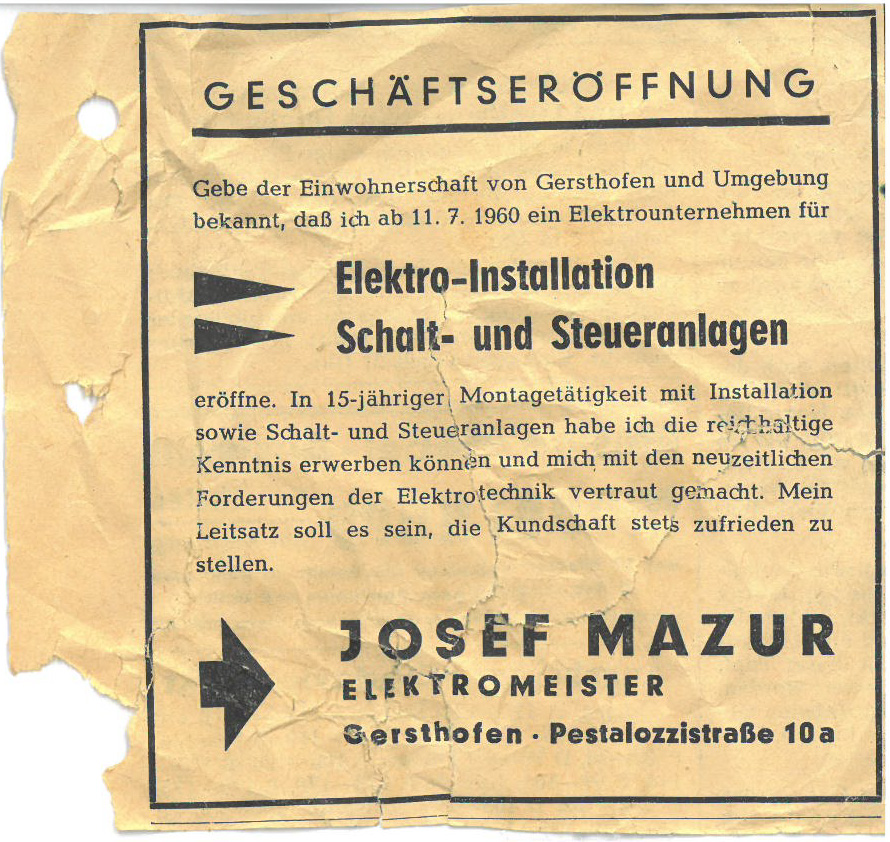 GESCHÄFTSERÖFFNUNG
Gebe der Einwohnerschaft von Gersthofen und Umgebung
bekannt, daß ich ab 11. 7. 1960 ein Elektrounternehmen für
Elektro-Installation
Schalt- und Steueranlagen
eröffne. In 15-jähriger Montagetätigkeit mit Installation
sowie Schalt- und Steueranlagen habe ich die reichhaltige
Kenntnis erwerben können und mich mit den neuzeitlichen
Forderungen der Elektrotechnik vertraut gemacht. Mein
Leitsatz soll es sein, die Kundschaft stets zufrieden zu
stellen.
JOSEF MAZUR
ELEKTROMEISTER
Gersthofen · Pestalozzistraße 10a